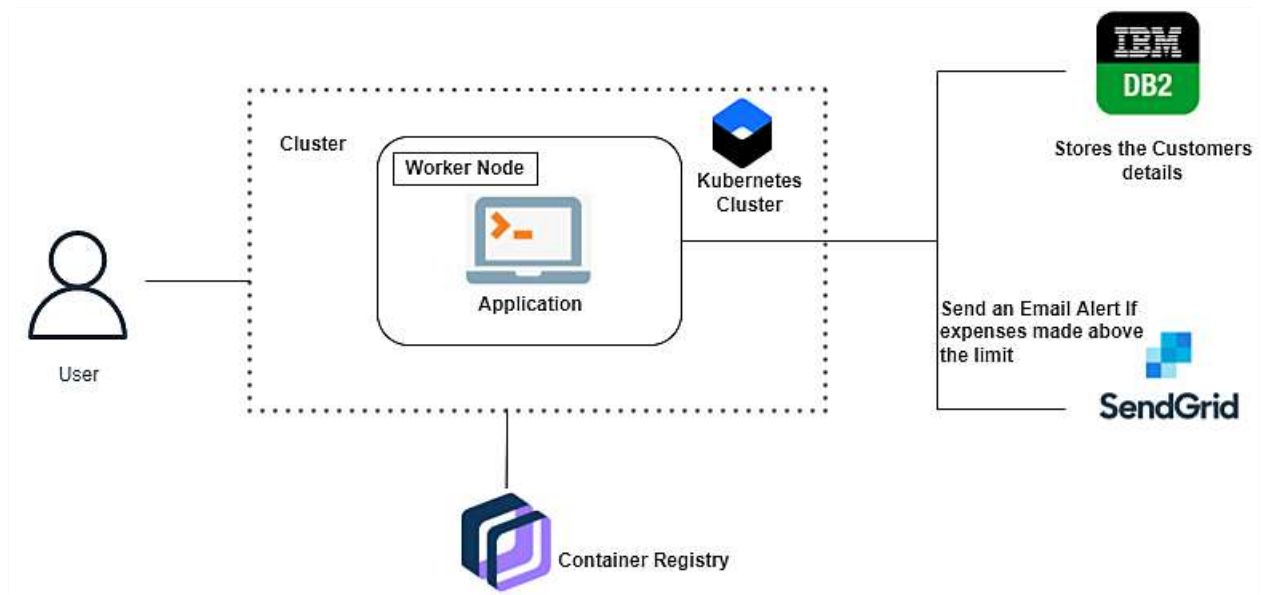 IBM
DB2
Stores the Customers
details
Cluster
Worker Node
Kubernetes
Cluster
Application
User
Send an Email Alert If
expenses made above
the limit
SendGrid
Container Registry